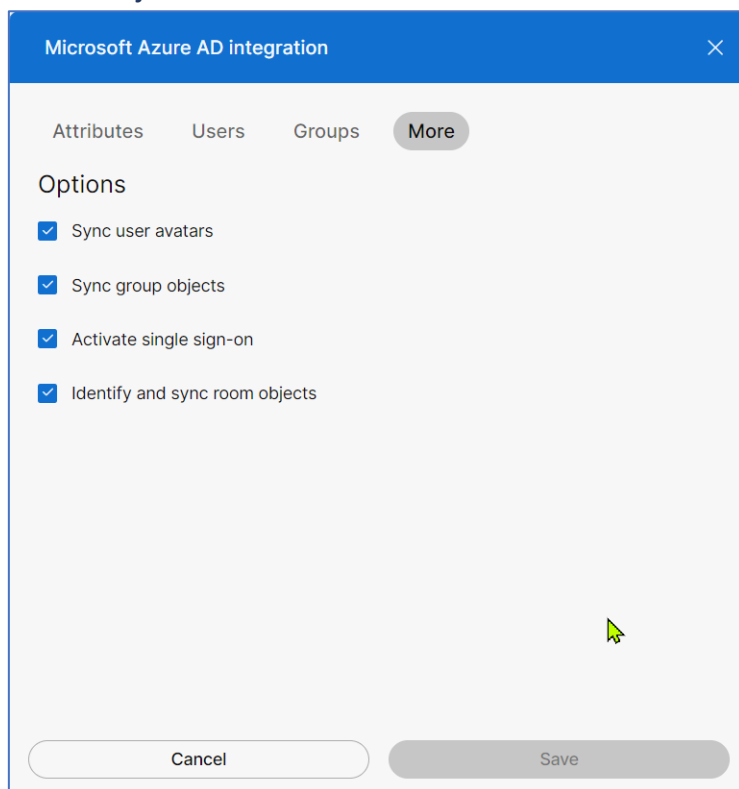 Microsoft Azure AD integration
Attributes Users Groups More
Options
Sync user avatars
Sync group objects
Activate single sign-on
Identify and sync room objects
Cancel Save